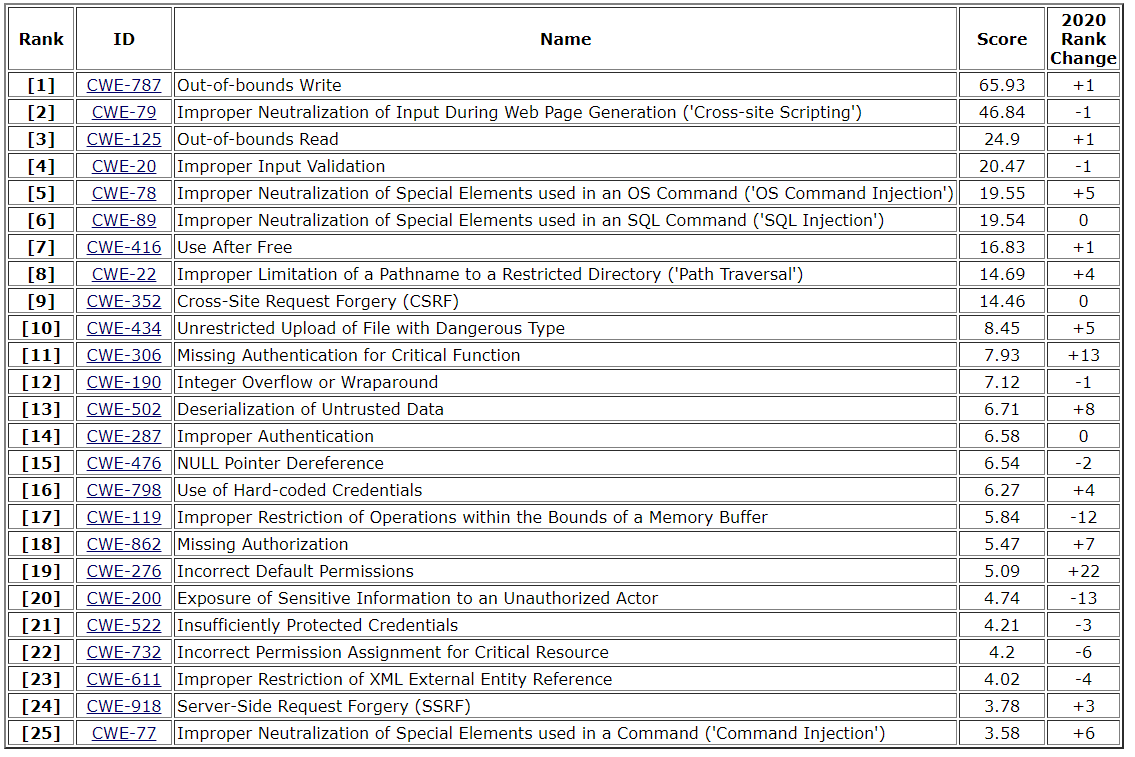 Rank ID Name Score 2020 Rank Change
[1] CWE-787 Out-of-bounds Write 65.93 +1
[2] CWE-79 Improper Neutralization of Input During Web Page Generation ('Cross-site Scripting') 46.84 -1
[3] CWE-125 Out-of-bounds Read 24.9 +1
[4] CWE-20 Improper Input Validation 20.47 -1
[5] CWE-78 Improper Neutralization of Special Elements used in an OS Command ('OS Command Injection') 19.55 +5
[6] CWE-89 Improper Neutralization of Special Elements used in an SQL Command ('SQL Injection') 19.54 0
[7] CWE-416 Use After Free 16.83 +1
[8] CWE-22 Improper Limitation of a Pathname to a Restricted Directory ('Path Traversal') 14.69 +4
[9] CWE-352 Cross-Site Request Forgery (CSRF) 14.46 0
[10] CWE-434 Unrestricted Upload of File with Dangerous Type 8.45 +5
[11] CWE-306 Missing Authentication for Critical Function 7.93 +13
[12] CWE-190 Integer Overflow or Wraparound 7.12 -1
[13] CWE-502 Deserialization of Untrusted Data 6.71 +8
[14] CWE-287 Improper Authentication 6.58 0
[15] CWE-476 NULL Pointer Dereference 6.54 -2
[16] CWE-798 Use of Hard-coded Credentials 6.27 +4
[17] CWE-119 Improper Restriction of Operations within the Bounds of a Memory Buffer 5.84 -12
[18] CWE-862 Missing Authorization 5.47 +7
[19] CWE-276 Incorrect Default Permissions 5.09 +22
[20] CWE-200 Exposure of Sensitive Information to an Unauthorized Actor 4.74 -13
[21] CWE-522 Insufficiently Protected Credentials 4.21 -3
[22] CWE-732 Incorrect Permission Assignment for Critical Resource 4.2 -6
[23] CWE-611 Improper Restriction of XML External Entity Reference 4.02 -4
[24] CWE-918 Server-Side Request Forgery (SSRF) 3.78 +3
[25] CWE-77 Improper Neutralization of Special Elements used in a Command ('Command Injection') 3.58 +6